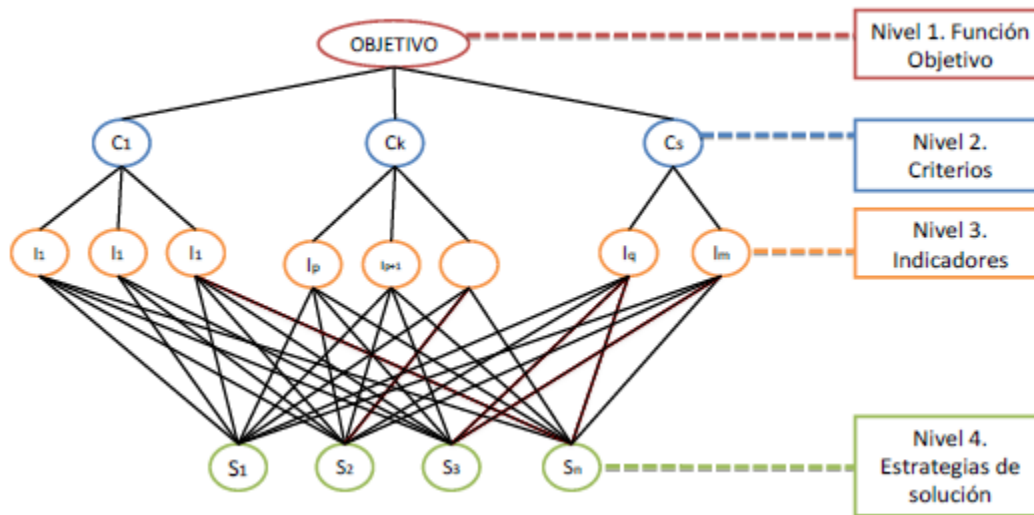 OBJETIVO
Nivel 1. Función
Objetivo
C1
Ck
Cs
Nivel 2.
Criterios
I1
I1
I1
Ip
Ip+1
Iq
Im
Nivel 3.
Indicadores
S1
S2
S3
Sn
Nivel 4.
Estrategias de
solución